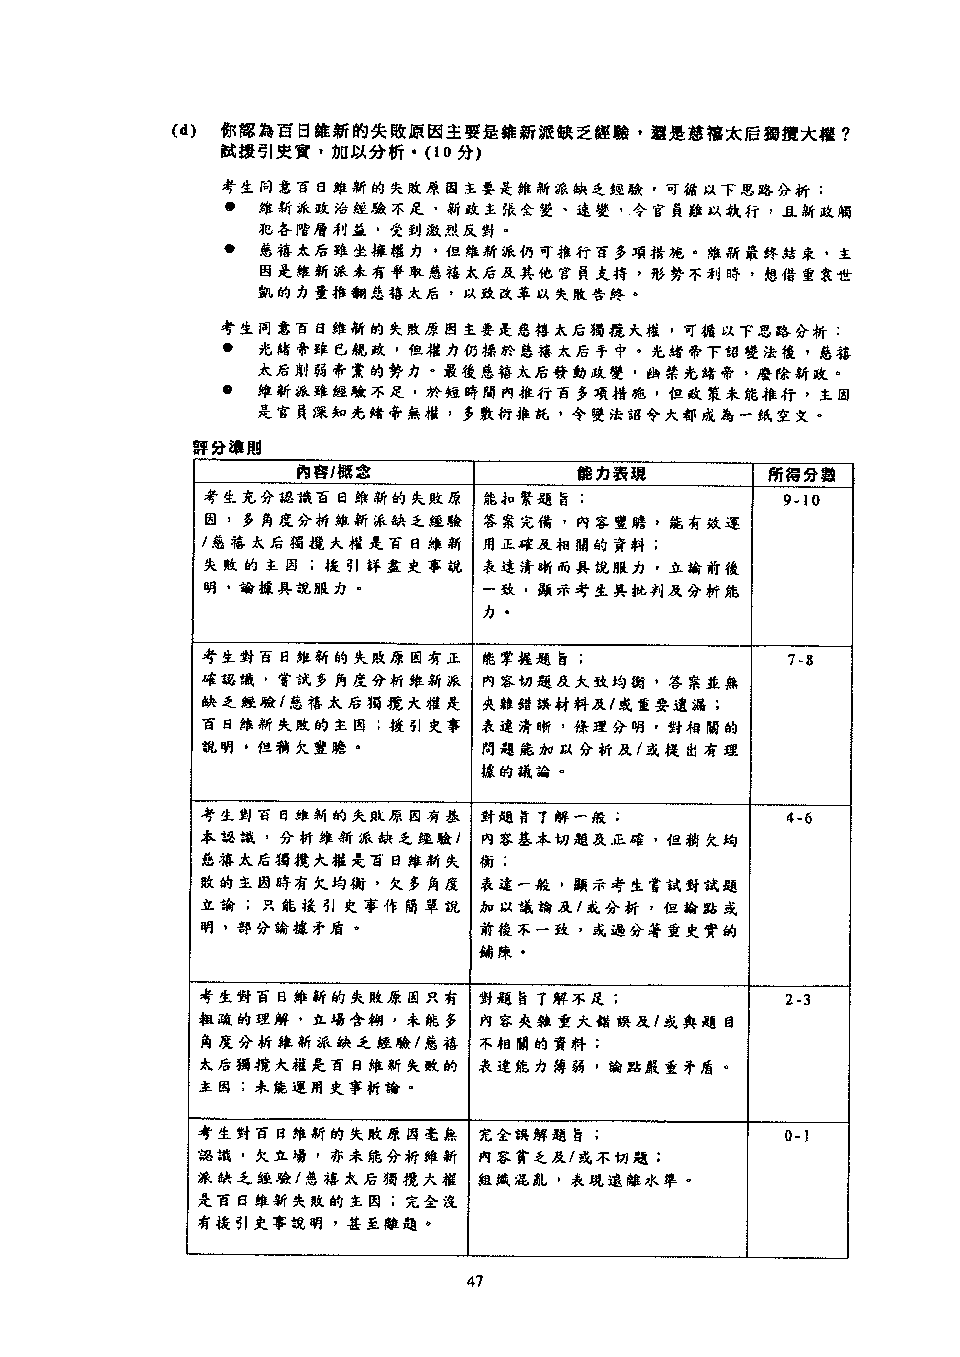 (d) 你認為百日維新的失敗原因主要是維新派缺乏經驗，還是慈禧太后獨攬大權？
試援引史實，加以分析。(10 分)
考生同意百日維新的失敗原因主要是維新派缺乏經驗，可循以下思路分析：
● 維新派政治經驗不足，新政主張全變、速變，令官員難以執行，且新政觸
犯各階層利益，受到激烈反對。
● 慈禧太后雖坐擁權力，但維新派仍可推行百多項措施。維新最終結束，主
因是維新派未有爭取慈禧太后及其他官員支持，形勢不利時，想借重袁世
凱的力量推翻慈禧太后，以致改革以失敗告終。
考生同意百日維新的失敗原因主要是慈禧太后獨攬大權，可循以下思路分析：
● 光緒帝雖已親政，但權力仍操於慈禧太后手中。光緒帝下詔變法後，慈禧
太后削弱帝黨的勢力。最後慈禧太后發動政變，幽禁光緒帝，廢除新政。
● 維新派雖經驗不足，於短時間內推行百多項措施，但政策未能推行，主因
是官員深知光緒帝無權，多敷衍推託，令變法詔令大都成為一紙空文。
評分準則
內容/概念 能力表現 所得分數
考生充分認識百日維新的失敗原
因，多角度分析維新派缺乏經驗
/慈禧太后獨攬大權是百日維新
失敗的主因；援引詳盡史事說
明，論據具說服力。
能扣緊題旨；
答案完備，內容豐贍，能有效運
用正確及相關的資料；
表達清晰而具說服力，立論前後
一致，顯示考生具批判及分析能
力。
9-10
考生對百日維新的失敗原因有正
確認識，嘗試多角度分析維新派
缺乏經驗/慈禧太后獨攬大權是
百日維新失敗的主因；援引史事
說明，但稍欠豐贍。
能掌握題旨；
內容切題及大致均衡，答案並無
夾雜錯誤材料及/或重要遺漏；
表達清晰，條理分明，對相關的
問題能加以分析及/或提出有理
據的議論。
7-8
考生對百日維新的失敗原因有基
本認識，分析維新派缺乏經驗/
慈禧太后獨攬大權是百日維新失
敗的主因時有欠均衡，欠多角度
立論；只能援引史事作簡單說
明，部分論據矛盾。
對題旨了解一般；
內容基本切題及正確，但稍欠均
衡；
表達一般，顯示考生嘗試對試題
加以議論及/或分析，但論點或
前後不一致，或過分著重史實的
鋪陳。
4-6
考生對百日維新的失敗原因只有
粗疏的理解，立場含糊，未能多
角度分析維新派缺乏經驗/慈禧
太后獨攬大權是百日維新失敗的
主因；未能運用史事析論。
對題旨了解不足；
內容夾雜重大錯誤及/或與題目
不相關的資料；
表達能力薄弱，論點嚴重矛盾。
2-3
考生對百日維新的失敗原因毫無
認識，欠立場，亦未能分析維新
派缺乏經驗/慈禧太后獨攬大權
是百日維新失敗的主因；完全沒
有援引史事說明，甚至離題。
完全誤解題旨；
內容貧乏及/或不切題；
組織混亂，表現遠離水準。
0-1
47